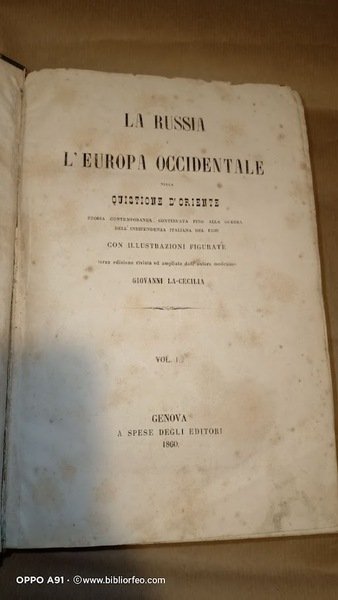 LA RUSSIA
E
L'EUROPA OCCIDENTALE
NELLA
QUISTIONE D'ORIENTE
STORIA CONTEMPORANEA CONTINUATA FINO ALLA GUERRA
DELL'INDIPENDENZA ITALIANA DEL
CON ILLUSTRAZIONI FIGURATE
edizione rivista ed ampliata dall'autore medesimo
GIOVANNI LA-CECILIA
VOL. I.
GENOVA
A SPESE DEGLI EDITORI
1860.
OPPO A91 · ©www.bibliorfeo.com